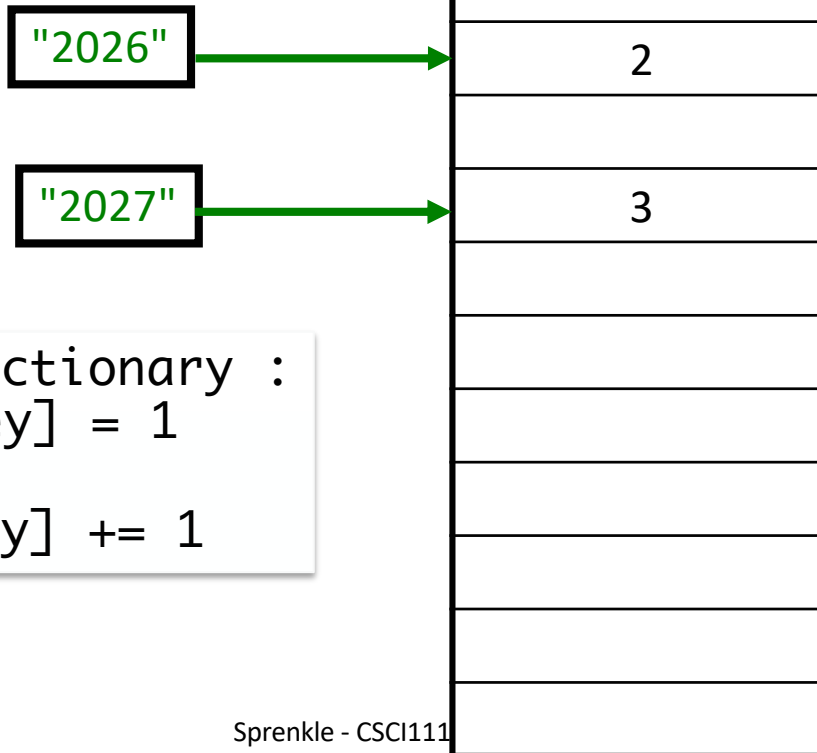 "2026" 2
"2027" 3
ctionary :
y] = 1
y] += 1
Sprenkle - CSCI111